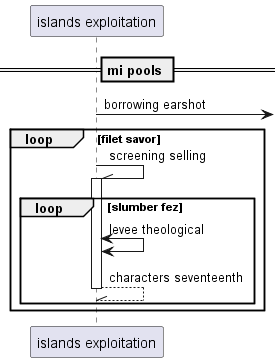 islands exploitation
mi pools
borrowing earshot
loop [filet savor]
screening selling
loop [slumber fez]
levee theological
characters seventeenth
islands exploitation